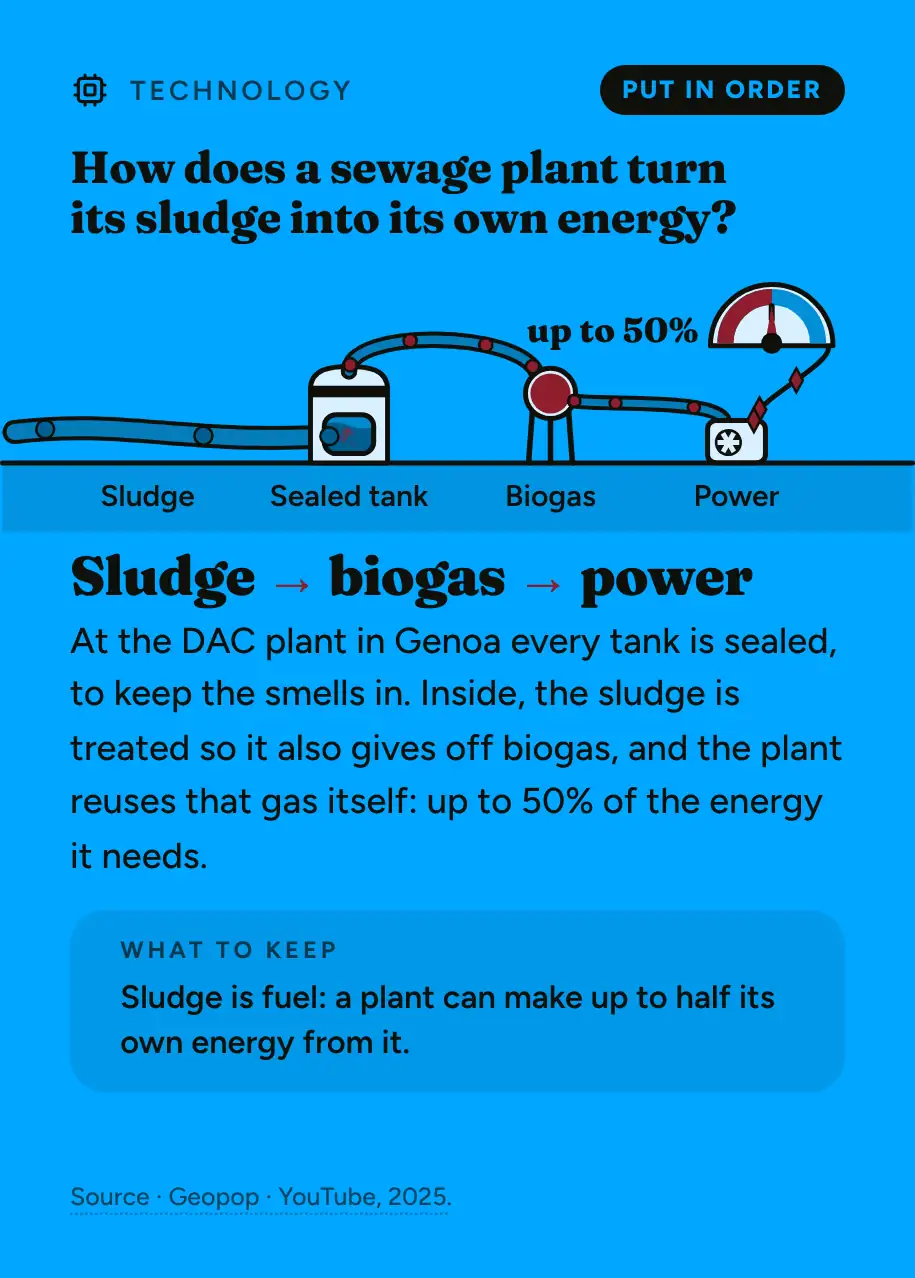 TECHNOLOGY
PUT IN ORDER
How does a sewage plant turn
its sludge into its own energy?
up to 50%
Sludge
Sealed tank
Biogas
Power
Sludge → biogas → power
At the DAC plant in Genoa every tank is sealed,
to keep the smells in. Inside, the sludge is
treated so it also gives off biogas, and the plant
reuses that gas itself: up to 50% of the energy
it needs.
WHAT TO KEEP
Sludge is fuel: a plant can make up to half its
own energy from it.
Source · Geopop · YouTube, 2025.